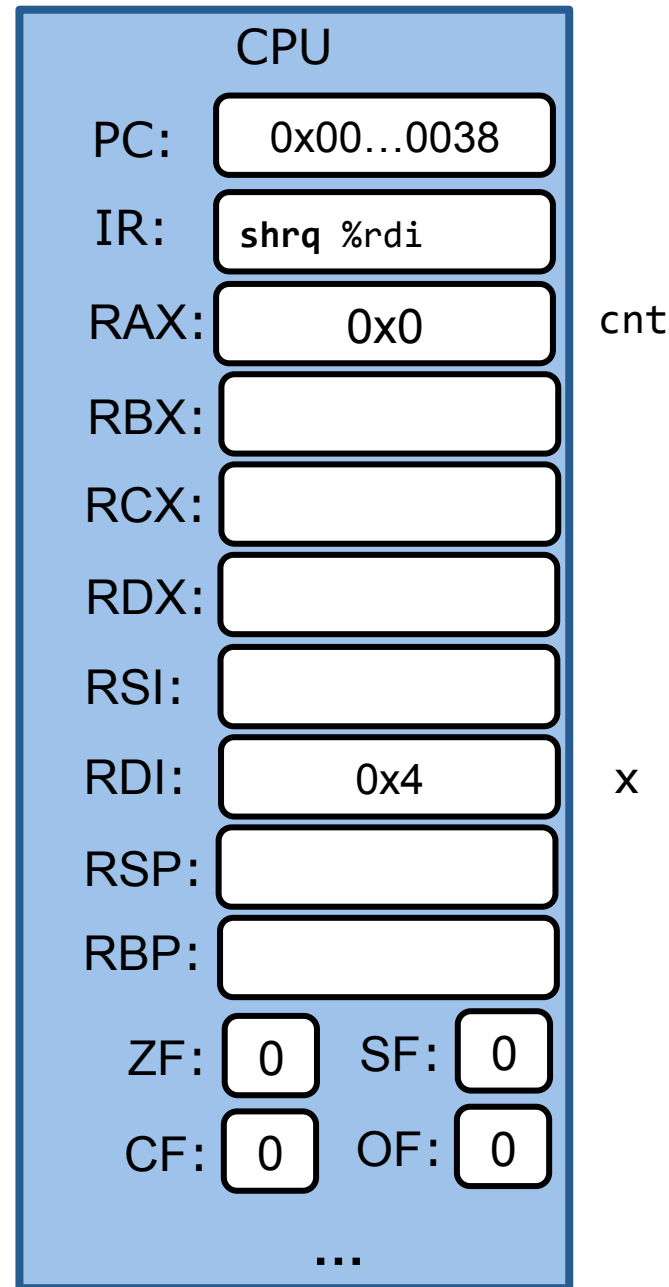 CPU
PC: 0x00...0038
IR: shrq %rdi
RAX: 0x0 cnt
RBX:
RCX:
RDX:
RSI:
RDI: 0x4 x
RSP:
RBP:
ZF: 0 SF: 0
CF: 0 OF: 0
...